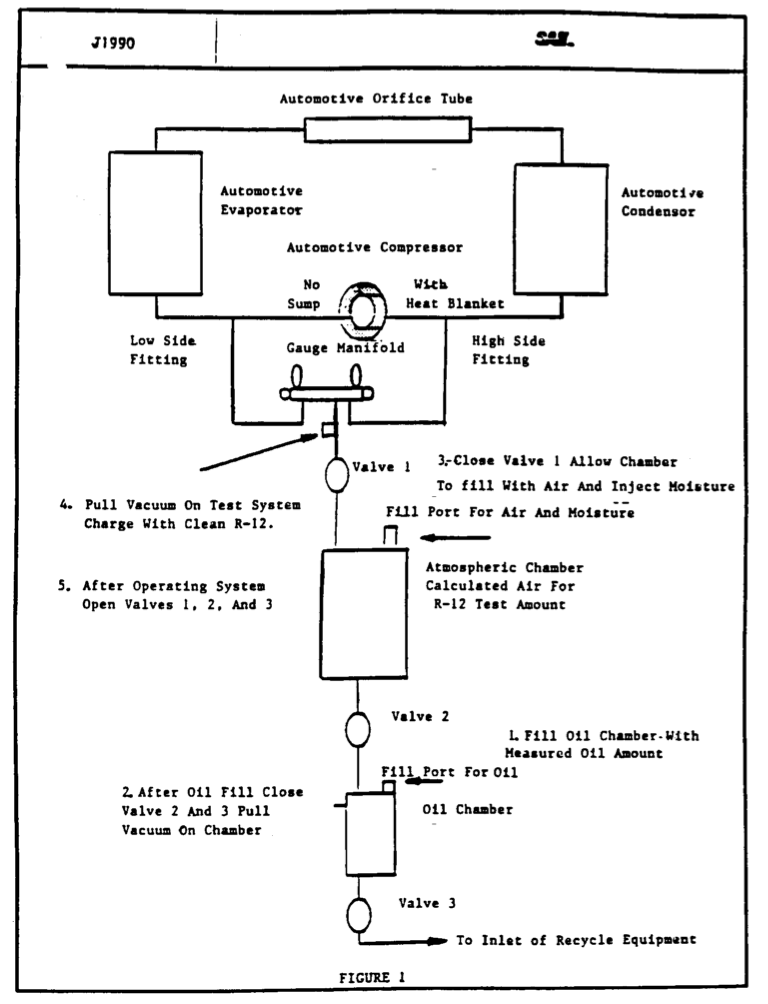 J1990
SAE
Automotive Orifice Tube
Automotive
Evaporator
Automotive
Condensor
Automotive Compressor
No
Sump
With
Heat Blanket
Low Side
Fitting
Gauge Manifold
High Side
Fitting
Valve 1
3.-Close Valve 1 Allow Chamber
To fill With Air And Inject Moisture
4. Pull Vacuum On Test System
Charge With Clean R-12.
Fill Port For Air And Moisture
5. After Operating System
Open Valves 1, 2, And 3
Atmospheric Chamber
Calculated Air For
R-12 Test Amount
Valve 2
1. Fill Oil Chamber-With
Measured Oil Amount
Fill Port For Oil
2. After Oil Fill Close
Valve 2 And 3 Pull
Vacuum On Chamber
Oil Chamber
Valve 3
To Inlet of Recycle Equipment
FIGURE 1